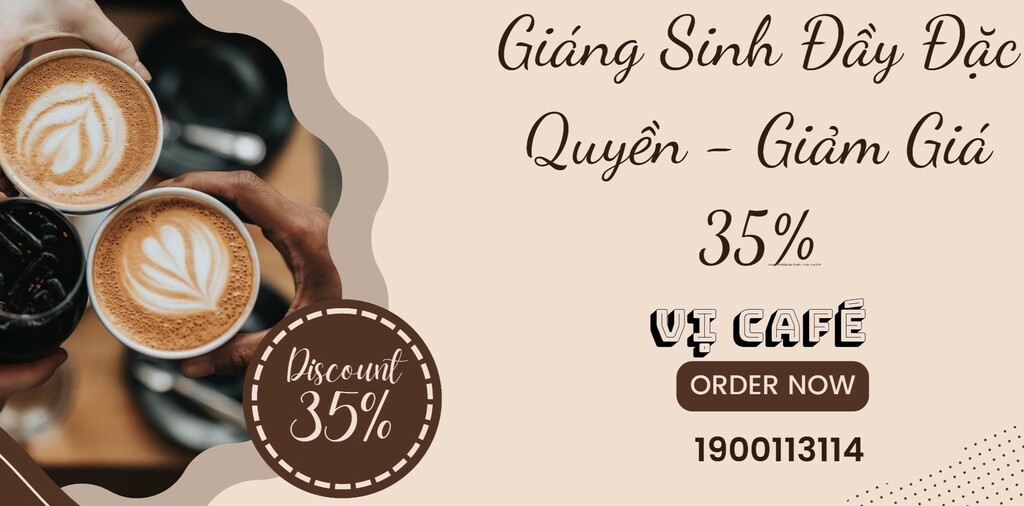 Giáng Sinh Đầy Đặc
Quyền - Giảm Giá
35%
VỊ CAFÉ
ORDER NOW
1900113114
Discount
35%